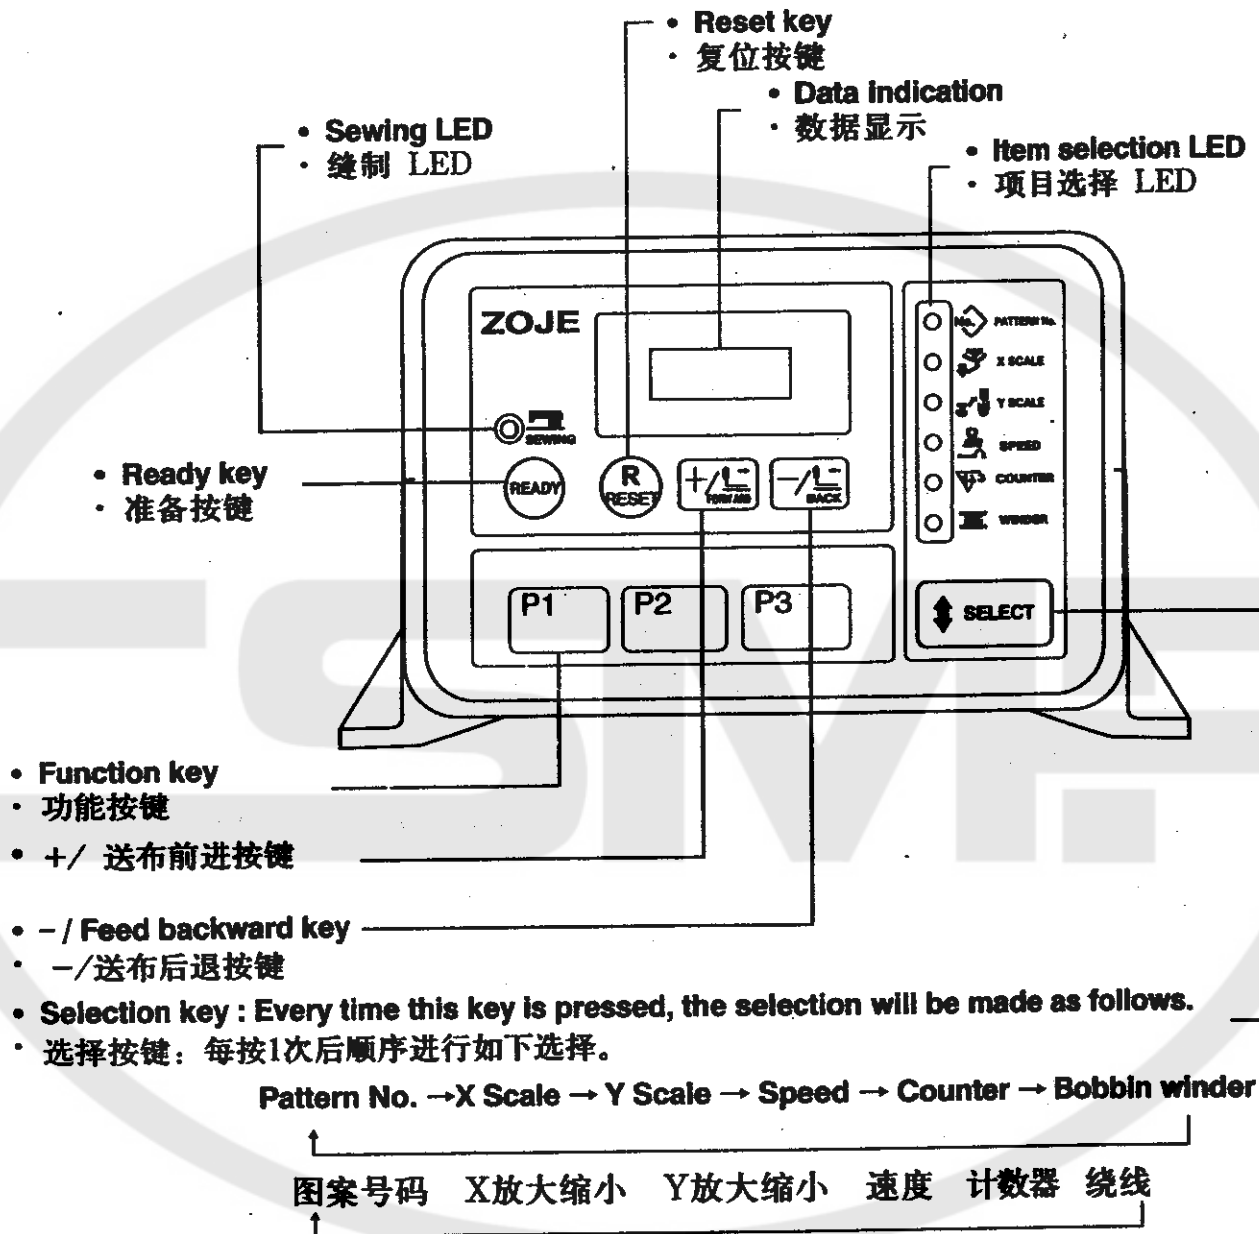 • Reset key
· 复位按键
• Data indication
· 数据显示
• Sewing LED
· 缝制 LED
• Item selection LED
· 项目选择 LED
ZOJE
No. PATTERN No.
X SCALE
Y SCALE
SPEED
COUNTER
WINDER
SEWING
• Ready key
· 准备按键
READY
R
RESET
+/ FORWARD
−/ BACK
P1
P2
P3
SELECT
• Function key
· 功能按键
• +/ 送布前进按键
• − / Feed backward key
· −/送布后退按键
• Selection key : Every time this key is pressed, the selection will be made as follows.
· 选择按键：每按1次后顺序进行如下选择。
Pattern No. →X Scale → Y Scale → Speed → Counter → Bobbin winder
图案号码 X放大缩小 Y放大缩小 速度 计数器 绕线